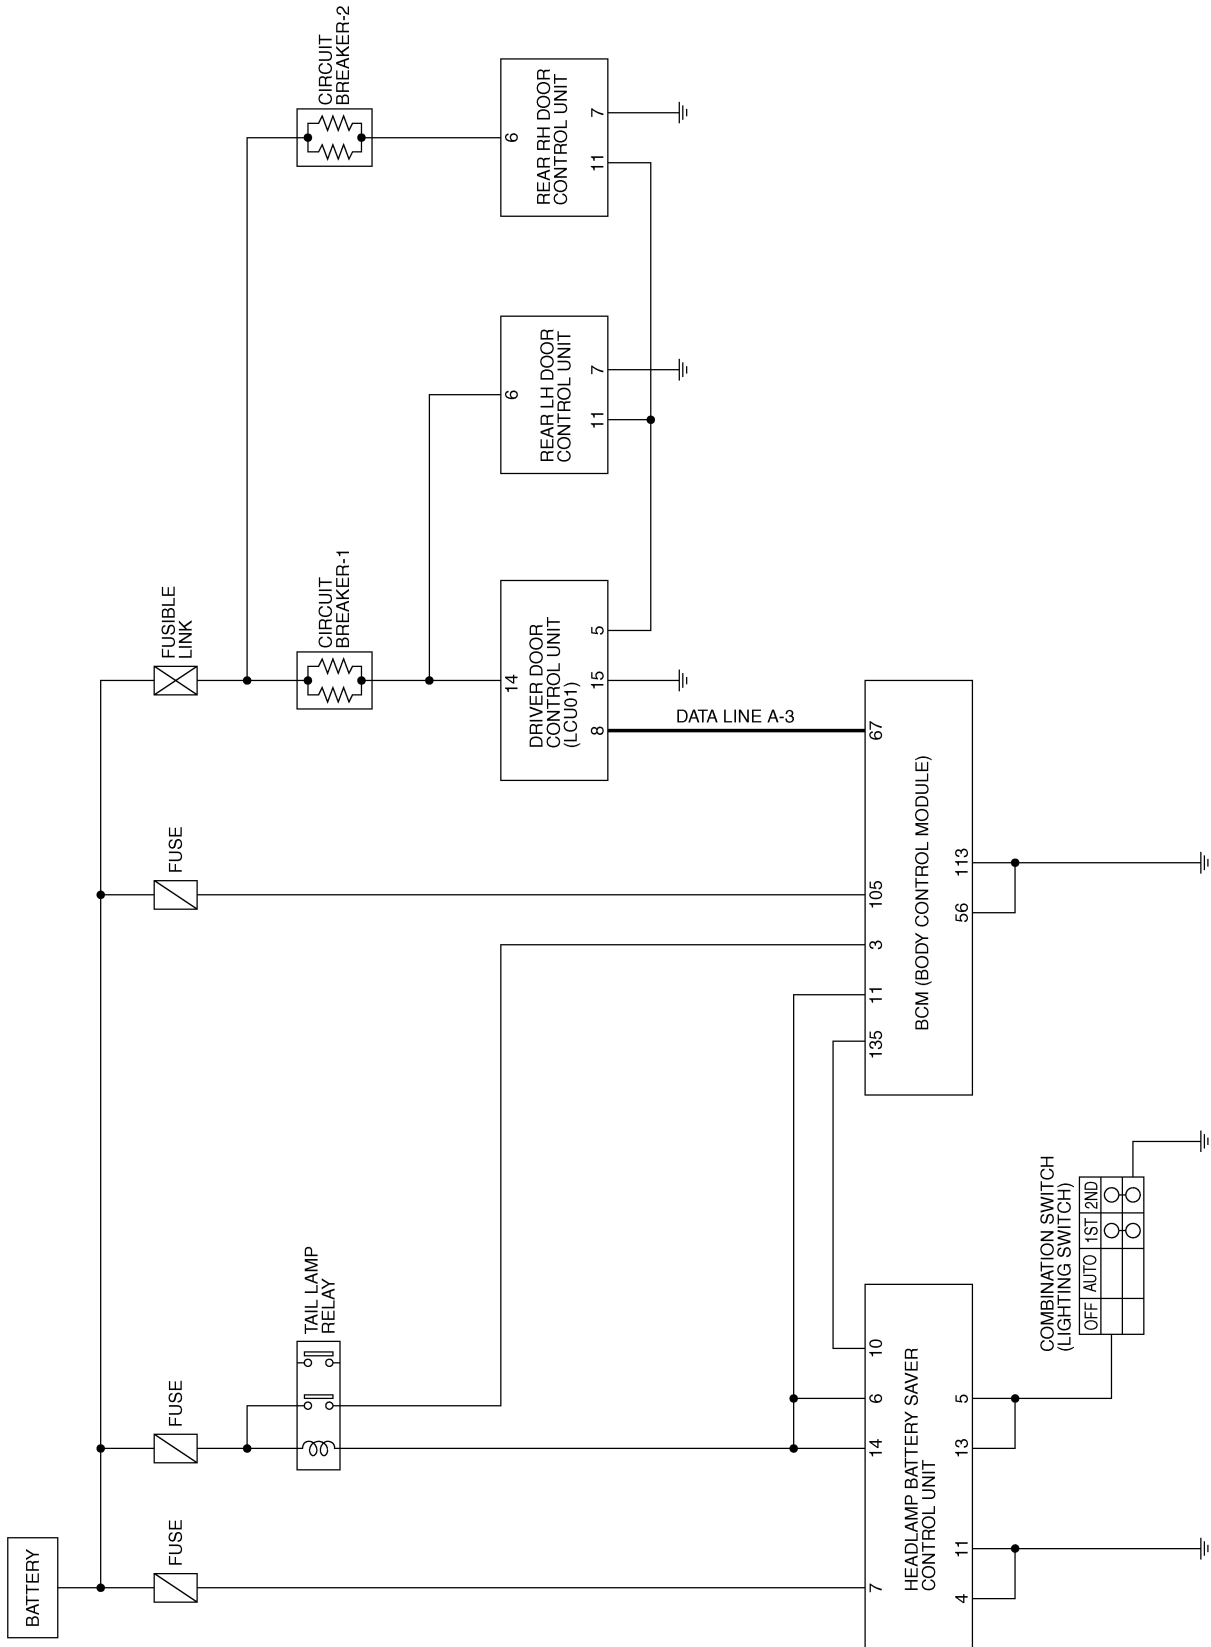 BATTERY
FUSE
FUSE
FUSE
FUSIBLE
LINK
TAIL LAMP
RELAY
CIRCUIT
BREAKER-1
CIRCUIT
BREAKER-2
14
DRIVER DOOR
CONTROL UNIT
(LCU01)
8
15
5
6
REAR LH DOOR
CONTROL UNIT
11
7
6
REAR RH DOOR
CONTROL UNIT
11
7
DATA LINE A-3
7
14
6
10
HEADLAMP BATTERY SAVER
CONTROL UNIT
4
11
13
5
135
11
3
105
67
BCM (BODY CONTROL MODULE)
56
113
COMBINATION SWITCH
(LIGHTING SWITCH)
OFF AUTO 1ST 2ND